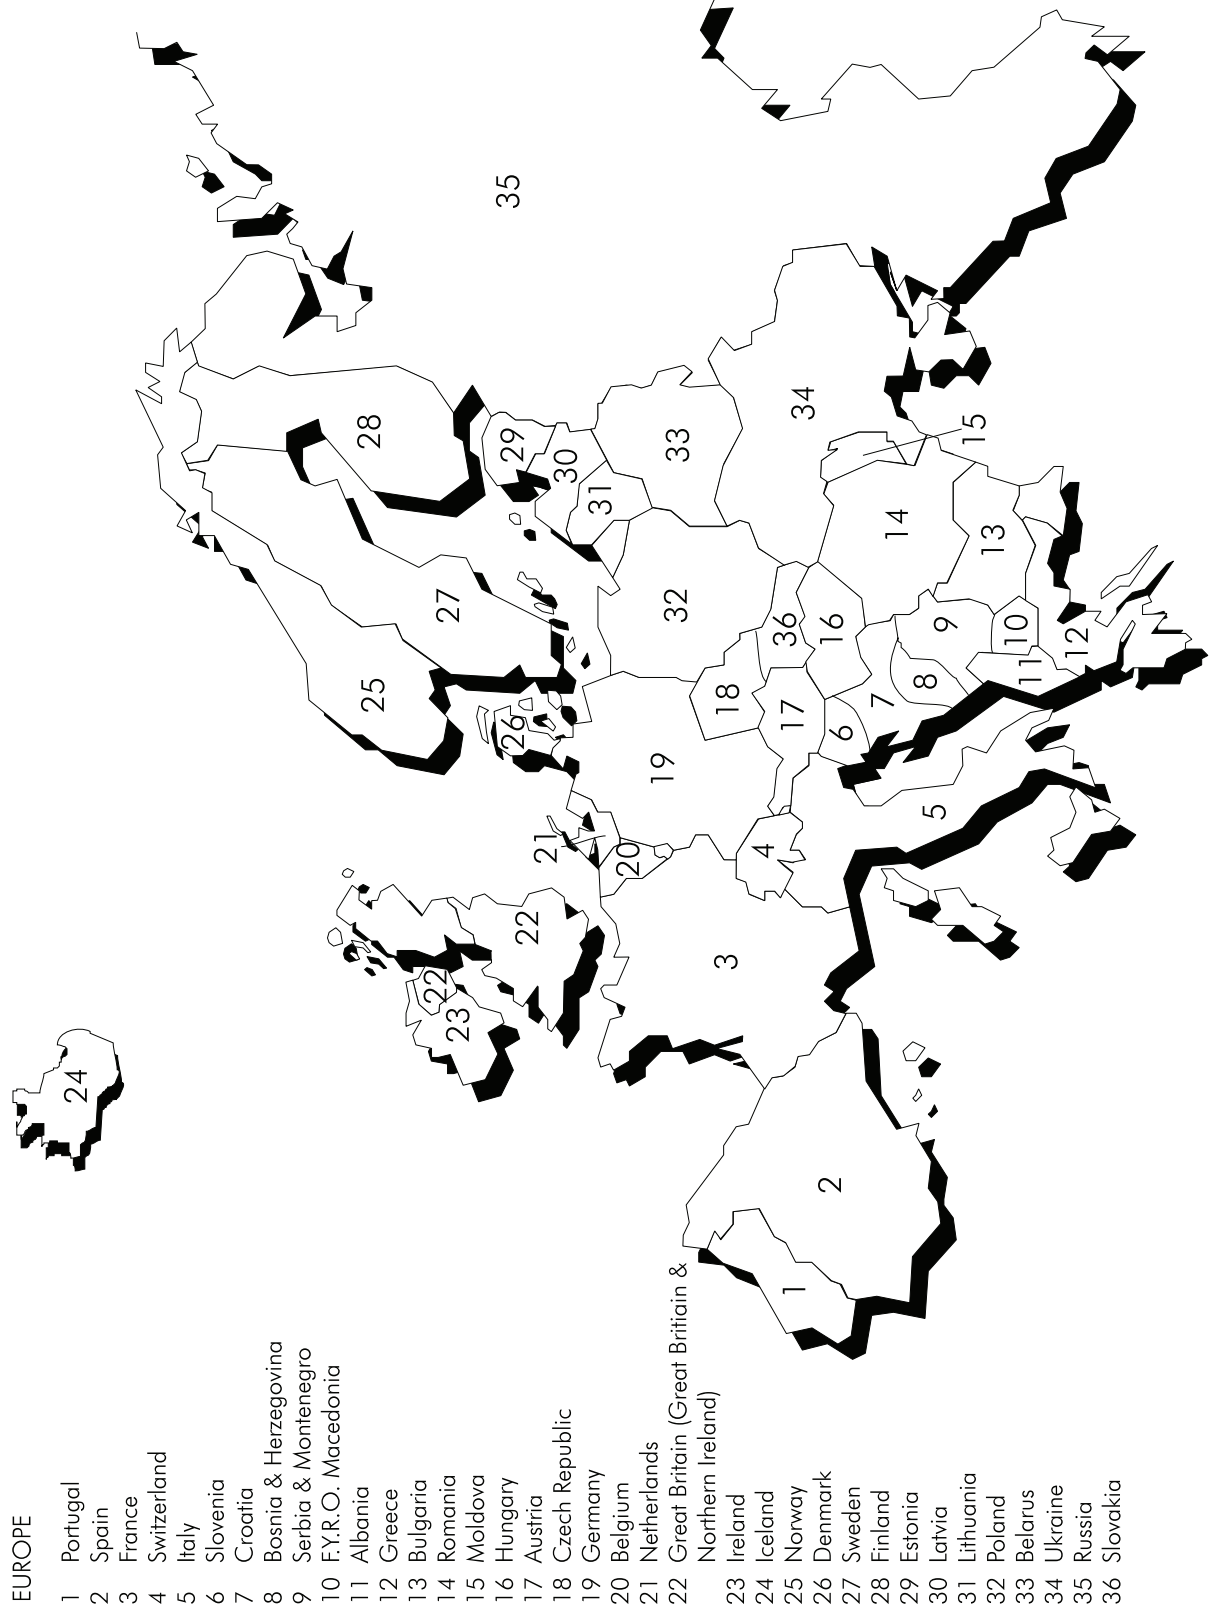 EUROPE
1 Portugal
2 Spain
3 France
4 Switzerland
5 Italy
6 Slovenia
7 Croatia
8 Bosnia & Herzegovina
9 Serbia & Montenegro
10 F.Y.R.O. Macedonia
11 Albania
12 Greece
13 Bulgaria
14 Romania
15 Moldova
16 Hungary
17 Austria
18 Czech Republic
19 Germany
20 Belgium
21 Netherlands
22 Great Britain (Great Britiain &
Northern Ireland)
23 Ireland
24 Iceland
25 Norway
26 Denmark
27 Sweden
28 Finland
29 Estonia
30 Latvia
31 Lithuania
32 Poland
33 Belarus
34 Ukraine
35 Russia
36 Slovakia
24
25
27
28
35
23
22
22
26
29
30
31
21
20
19
32
33
18
36
34
3
4
17
16
6
7
14
15
2
1
5
8
9
13
10
11
12